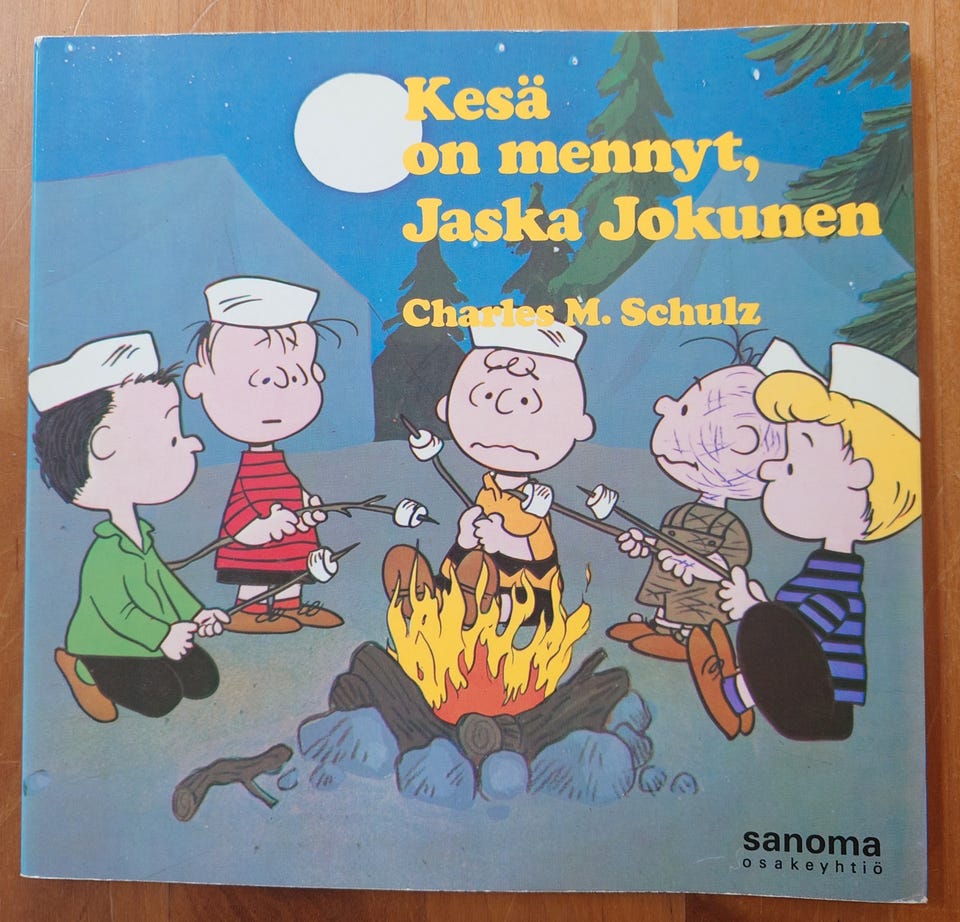 Kesä
on mennyt,
Jaska Jokunen
Charles M. Schulz
sanoma
osakeyhtiö